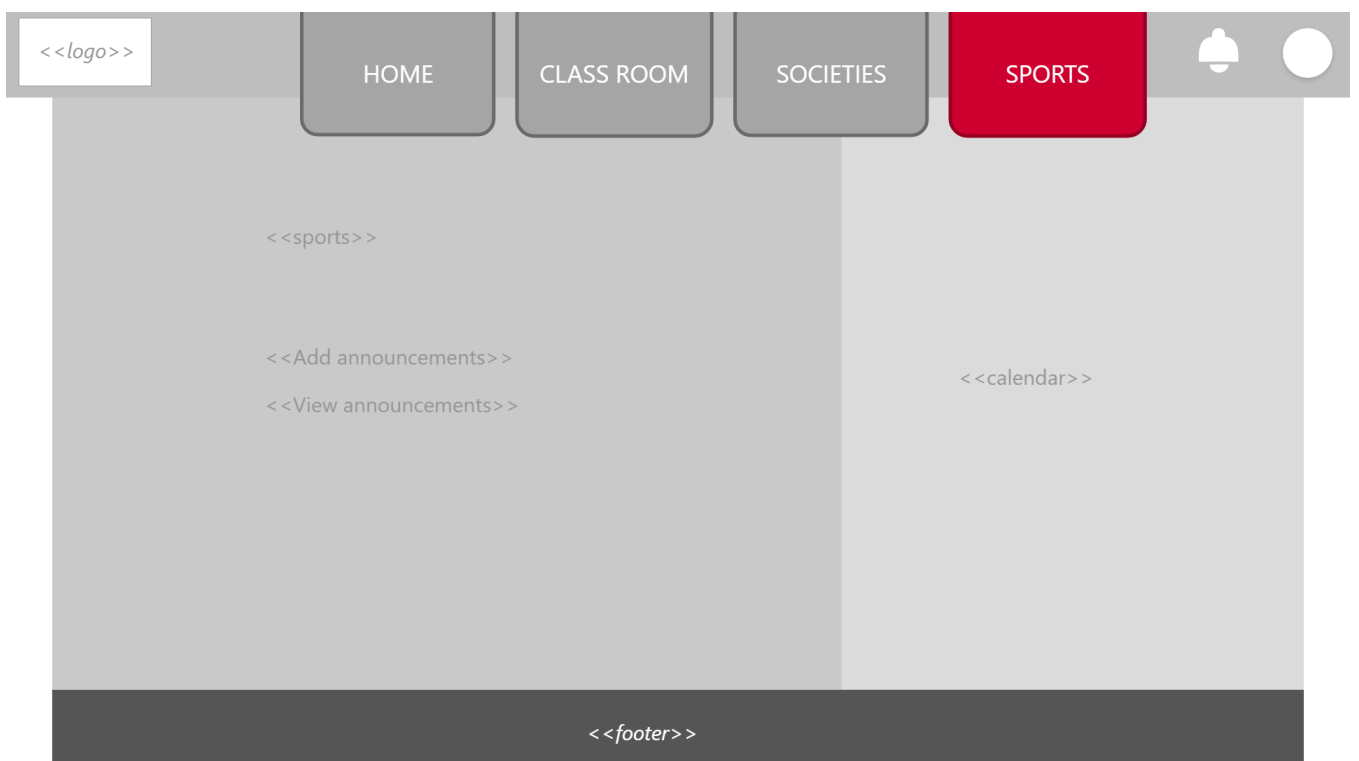 <<logo>>
HOME
CLASS ROOM
SOCIETIES
SPORTS
<<sports>>
<<Add announcements>>
<<View announcements>>
<<calendar>>
<<footer>>